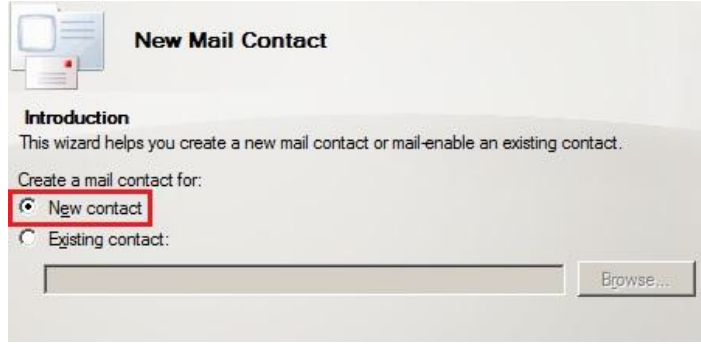 New Mail Contact
Introduction
This wizard helps you create a new mail contact or mail-enable an existing contact.
Create a mail contact for:
New contact
Existing contact:
Browse...